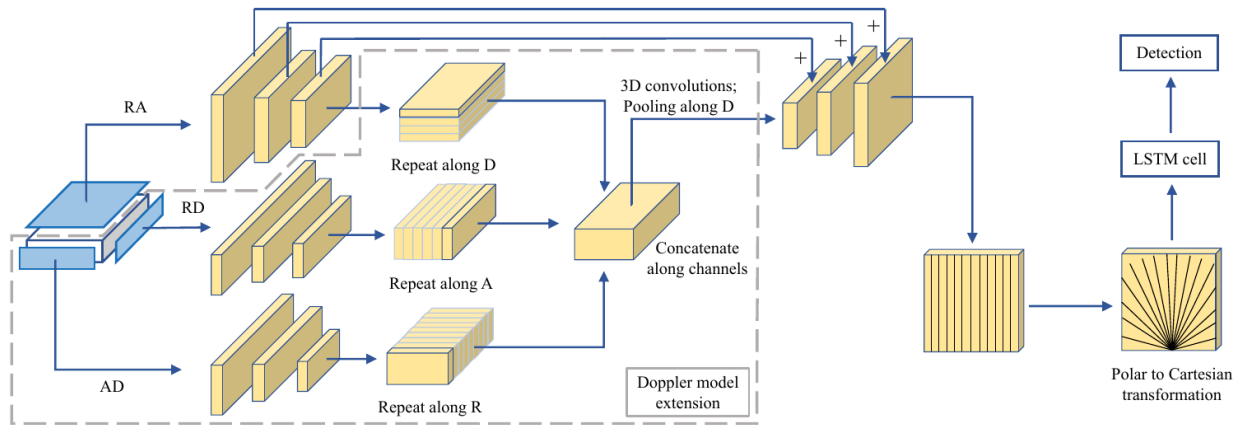 +
+
+
Detection
3D convolutions;
Pooling along D
RA
LSTM cell
Repeat along D
RD
Concatenate
along channels
Repeat along A
Polar to Cartesian
transformation
AD
Doppler model
extension
Repeat along R